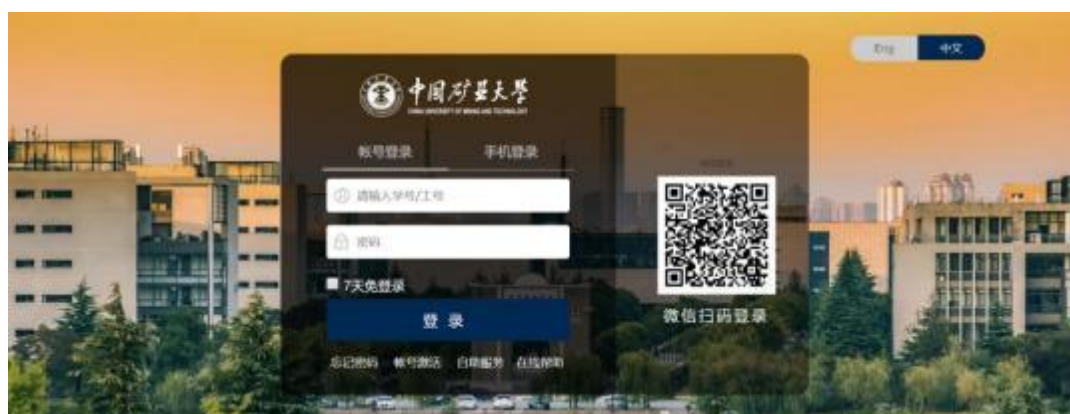 Eng 中文
中国矿业大学
CHINA UNIVERSITY OF MINING AND TECHNOLOGY
帐号登录 手机登录
请输入学号/工号
密码
7天免登录
登 录
忘记密码 帐号激活 自助服务 在线帮助
微信扫码登录